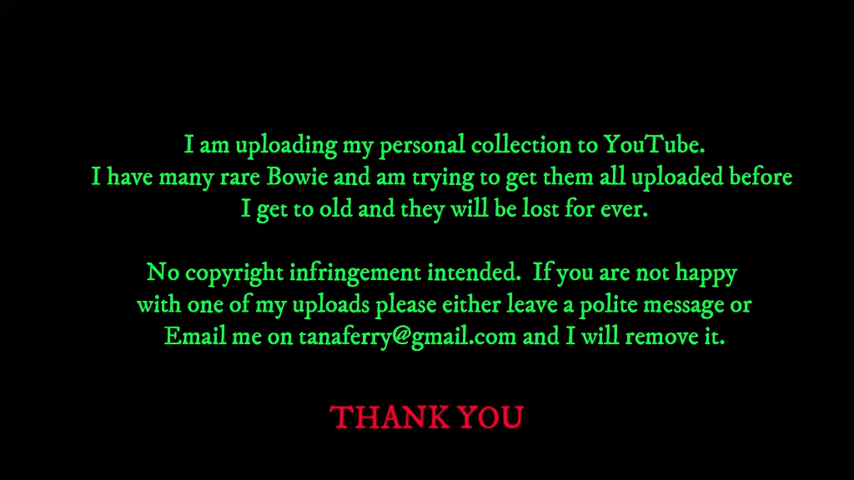 I am uploading my personal collection to YouTube.
I have many rare Bowie and am trying to get them all uploaded before
I get to old and they will be lost for ever.
No copyright infringement intended.  If you are not happy
with one of my uploads please either leave a polite message or
Email me on tanaferry@gmail.com and I will remove it.
THANK YOU